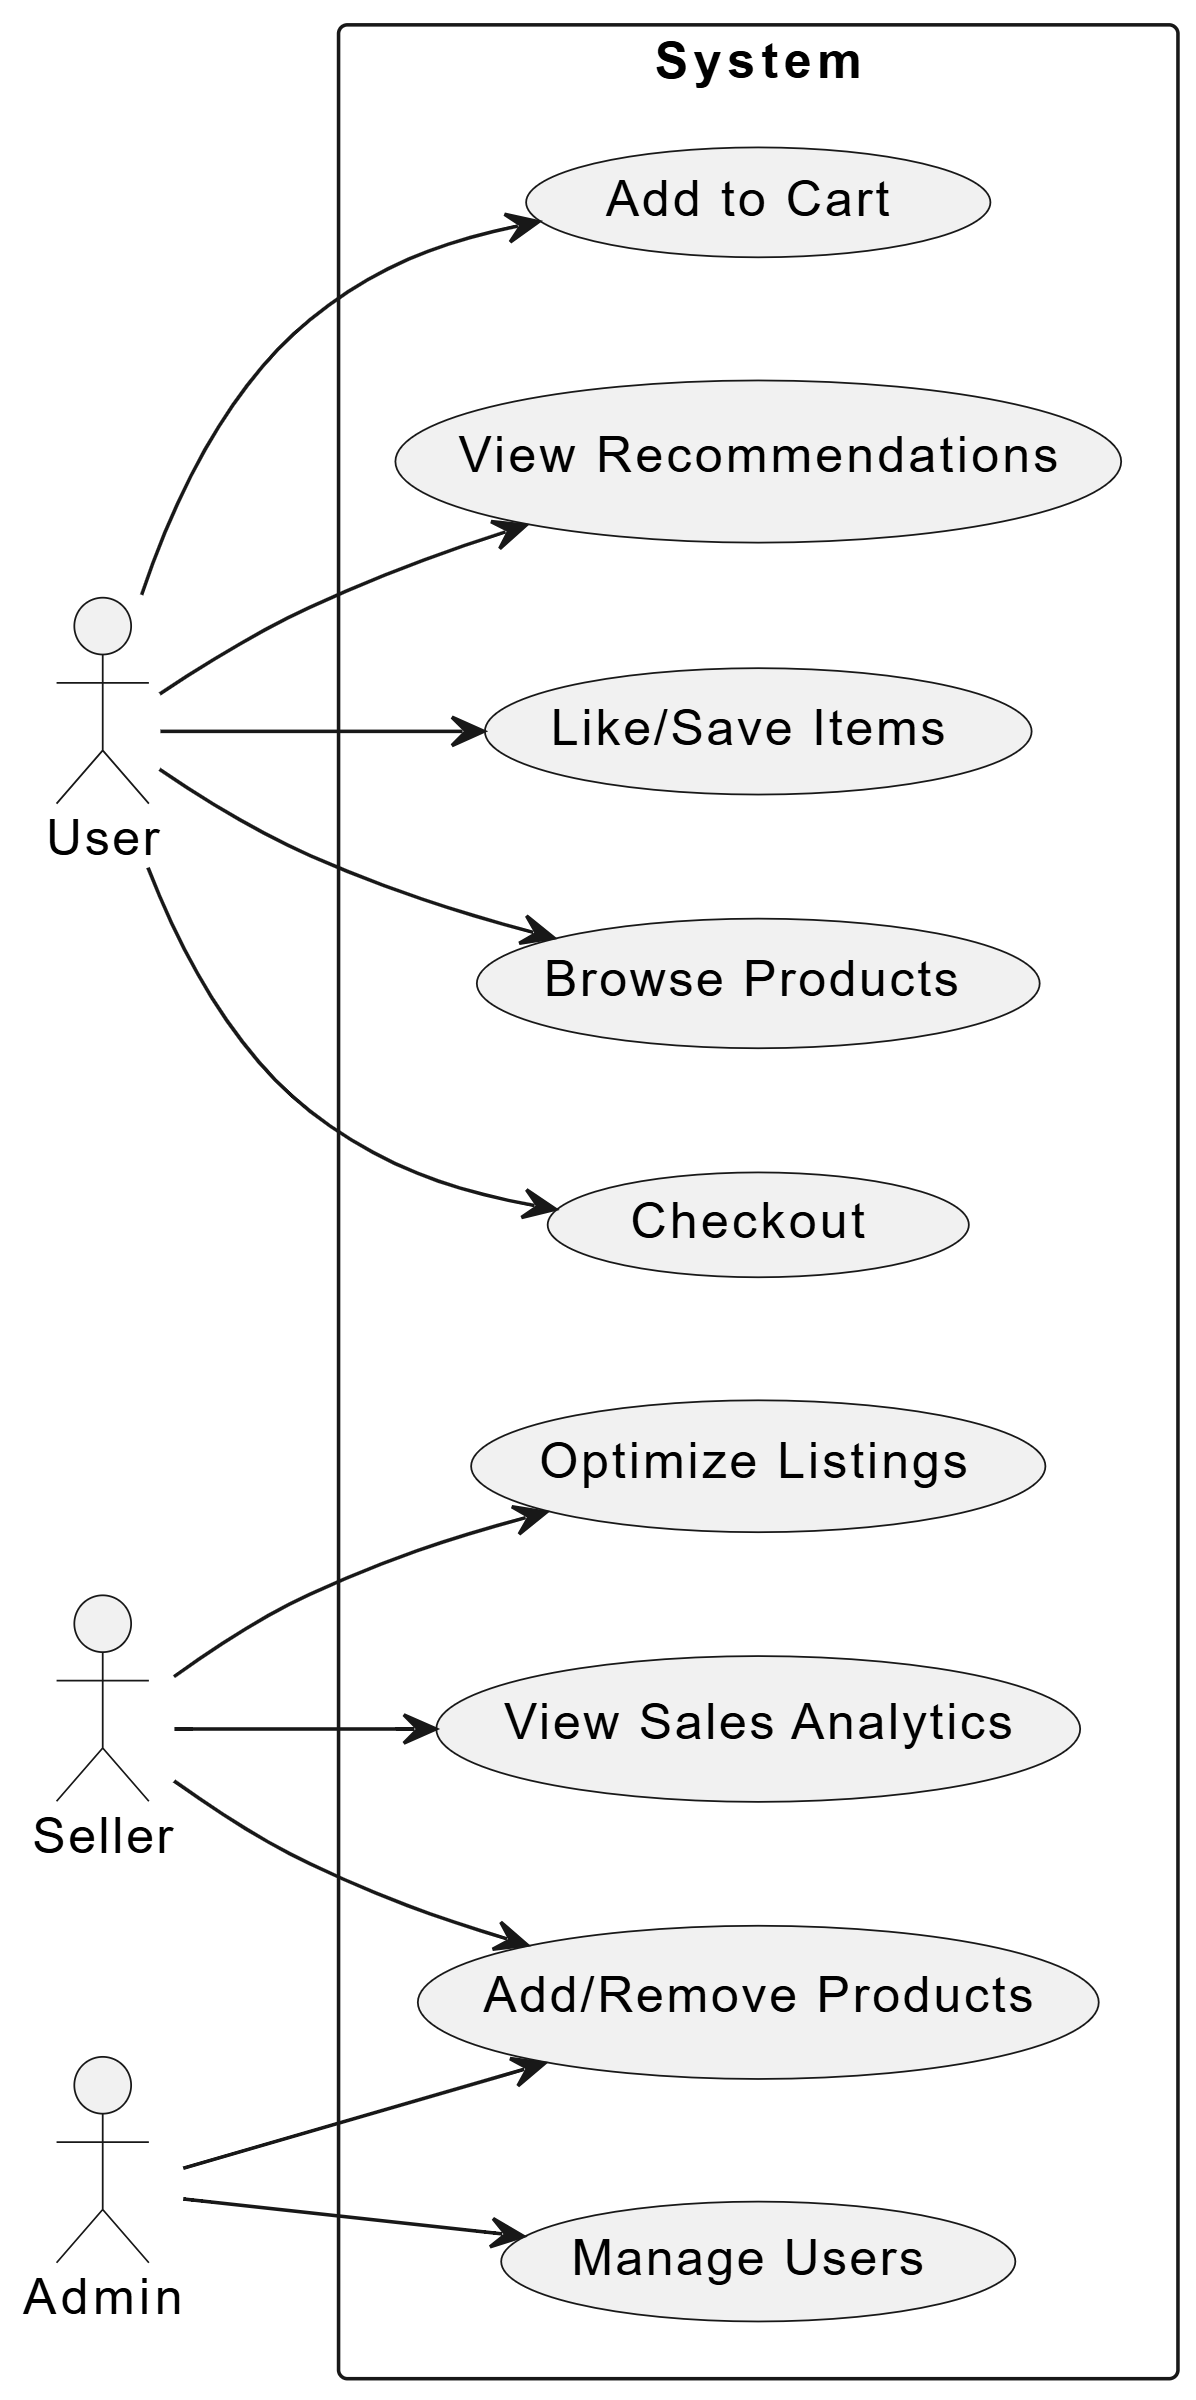 System
Add to Cart
View Recommendations
Like/Save Items
User
Browse Products
Checkout
Optimize Listings
View Sales Analytics
Seller
Add/Remove Products
Manage Users
Admin